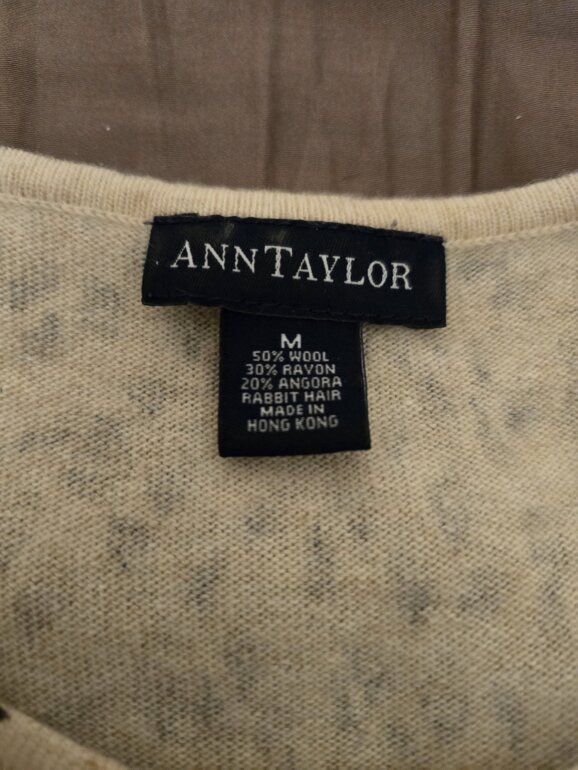 ANNTAYLOR
M
50% WOOL
30% RAYON
20% ANGORA
RABBIT HAIR
MADE IN
HONG KONG